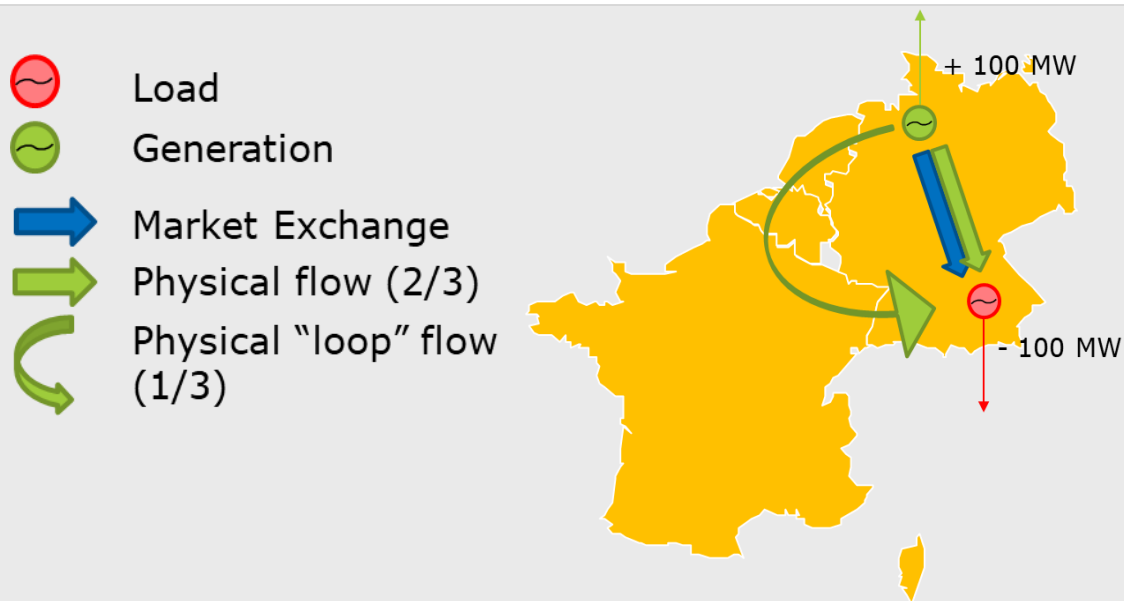 Load
Generation
Market Exchange
Physical flow (2/3)
Physical “loop” flow
(1/3)
+ 100 MW
- 100 MW